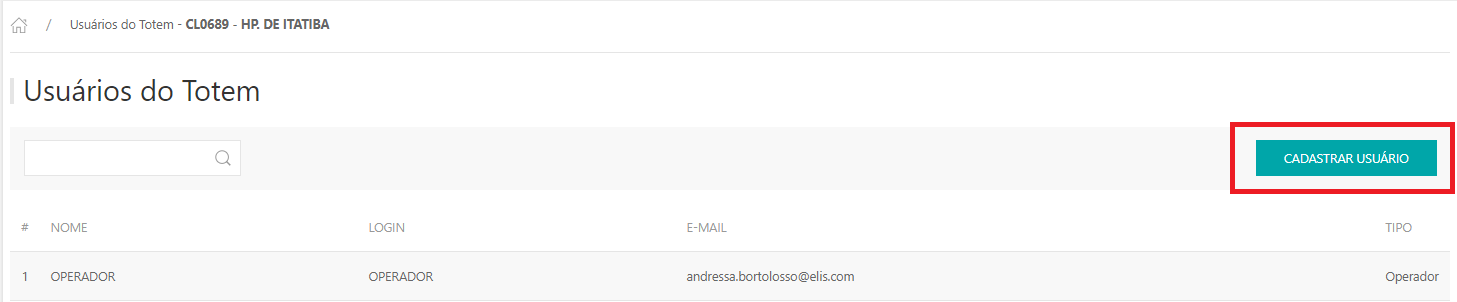 / Usuários do Totem - CL0689 - HP. DE ITATIBA
Usuários do Totem
CADASTRAR USUÁRIO
# NOME LOGIN E-MAIL TIPO
1 OPERADOR OPERADOR andressa.bortolosso@elis.com Operador